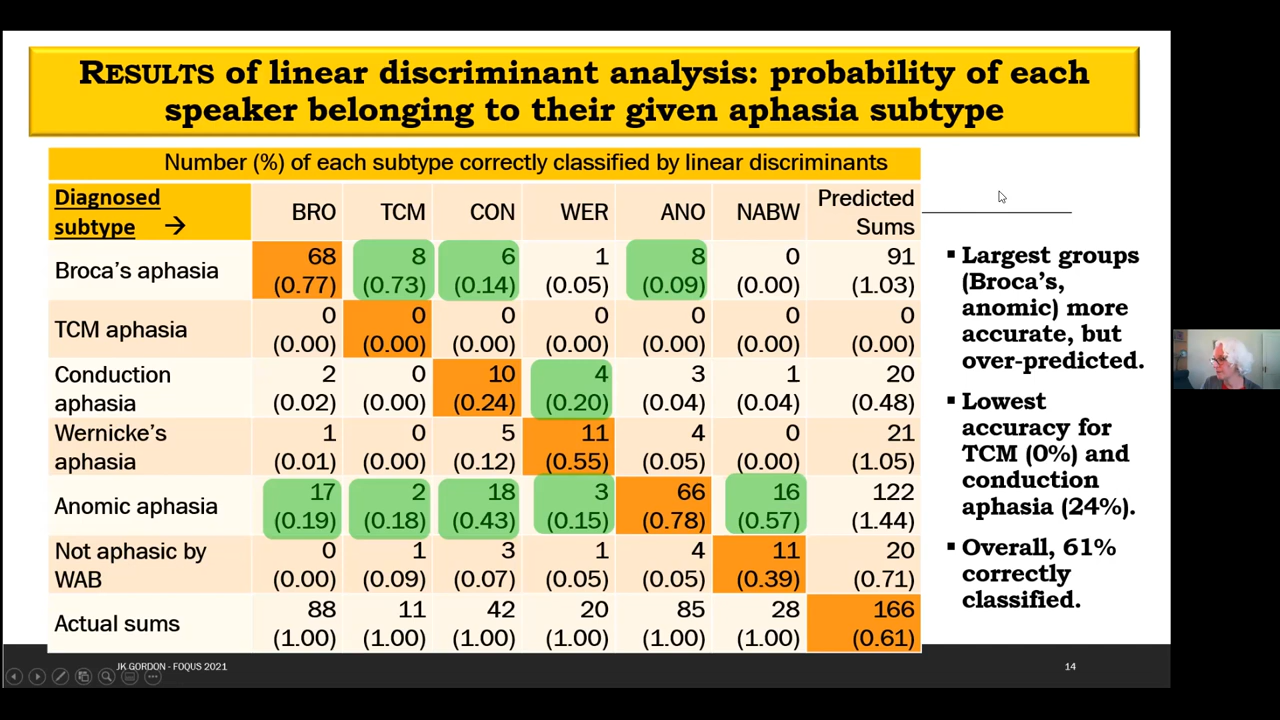 RESULTS of linear discriminant analysis: probability of each
speaker belonging to their given aphasia subtype
Number (%) of each subtype correctly classified by linear discriminants
Diagnosed
subtype →
BRO TCM CON WER ANO NABW Predicted
Sums
Broca's aphasia 68 8 6 1 8 0 91
(0.77) (0.73) (0.14) (0.05) (0.09) (0.00) (1.03)
TCM aphasia 0 0 0 0 0 0 0
(0.00) (0.00) (0.00) (0.00) (0.00) (0.00) (0.00)
Conduction 2 0 10 4 3 1 20
aphasia (0.02) (0.00) (0.24) (0.20) (0.04) (0.04) (0.48)
Wernicke's 1 0 5 11 4 0 21
aphasia (0.01) (0.00) (0.12) (0.55) (0.05) (0.00) (1.05)
Anomic aphasia 17 2 18 3 66 16 122
(0.19) (0.18) (0.43) (0.15) (0.78) (0.57) (1.44)
Not aphasic by 0 1 3 1 4 11 20
WAB (0.00) (0.09) (0.07) (0.05) (0.05) (0.39) (0.71)
Actual sums 88 11 42 20 85 28 166
(1.00) (1.00) (1.00) (1.00) (1.00) (1.00) (0.61)
▪ Largest groups
(Broca's,
anomic) more
accurate, but
over-predicted.
▪ Lowest
accuracy for
TCM (0%) and
conduction
aphasia (24%).
▪ Overall, 61%
correctly
classified.
JK GORDON - FOQUS 2021
14